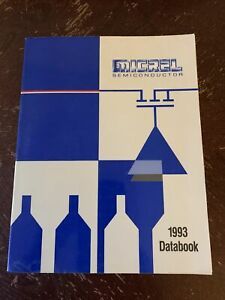 MICREL
SEMICONDUCTOR
1993
Databook